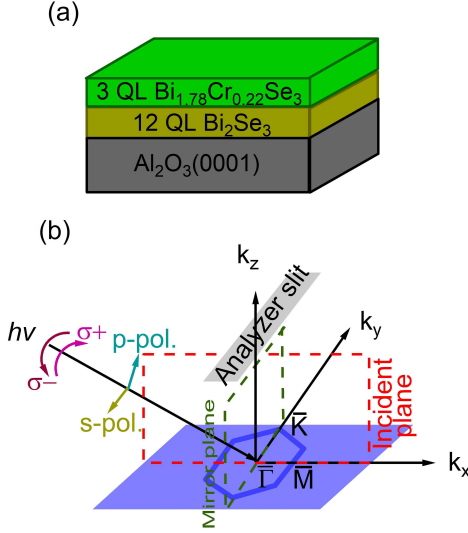 (a)
3 QL Bi1.78Cr0.22Se3
12 QL Bi2Se3
Al2O3(0001)
(b)
kz
Analyzer slit
ky
hν
σ+
p-pol.
σ−
s-pol.
Mirror plane
Incident
plane
K̅
Γ̅
M̅
kx